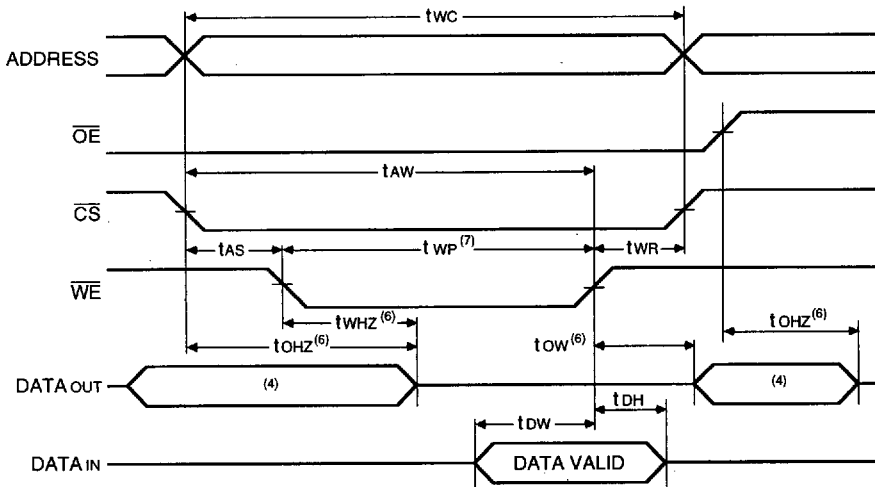 tWC
ADDRESS
OE
tAW
CS
tAS
tWP(7)
tWR
WE
tWHZ(6)
tOHZ(6)
tOHZ(6)
tOW(6)
DATA OUT
(4)
(4)
tDW
tDH
DATA IN
DATA VALID